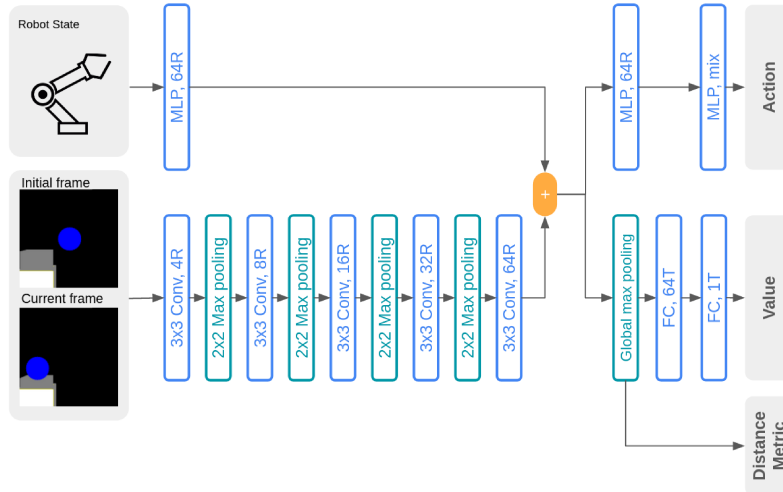 Robot State
MLP, 64R
MLP, 64R
MLP, mix
Action
Initial frame
Current frame
3x3 Conv, 4R
2x2 Max pooling
3x3 Conv, 8R
2x2 Max pooling
3x3 Conv, 16R
2x2 Max pooling
3x3 Conv, 32R
2x2 Max pooling
3x3 Conv, 64R
+
Global max pooling
FC, 64T
FC, 1T
Value
Distance
Metric